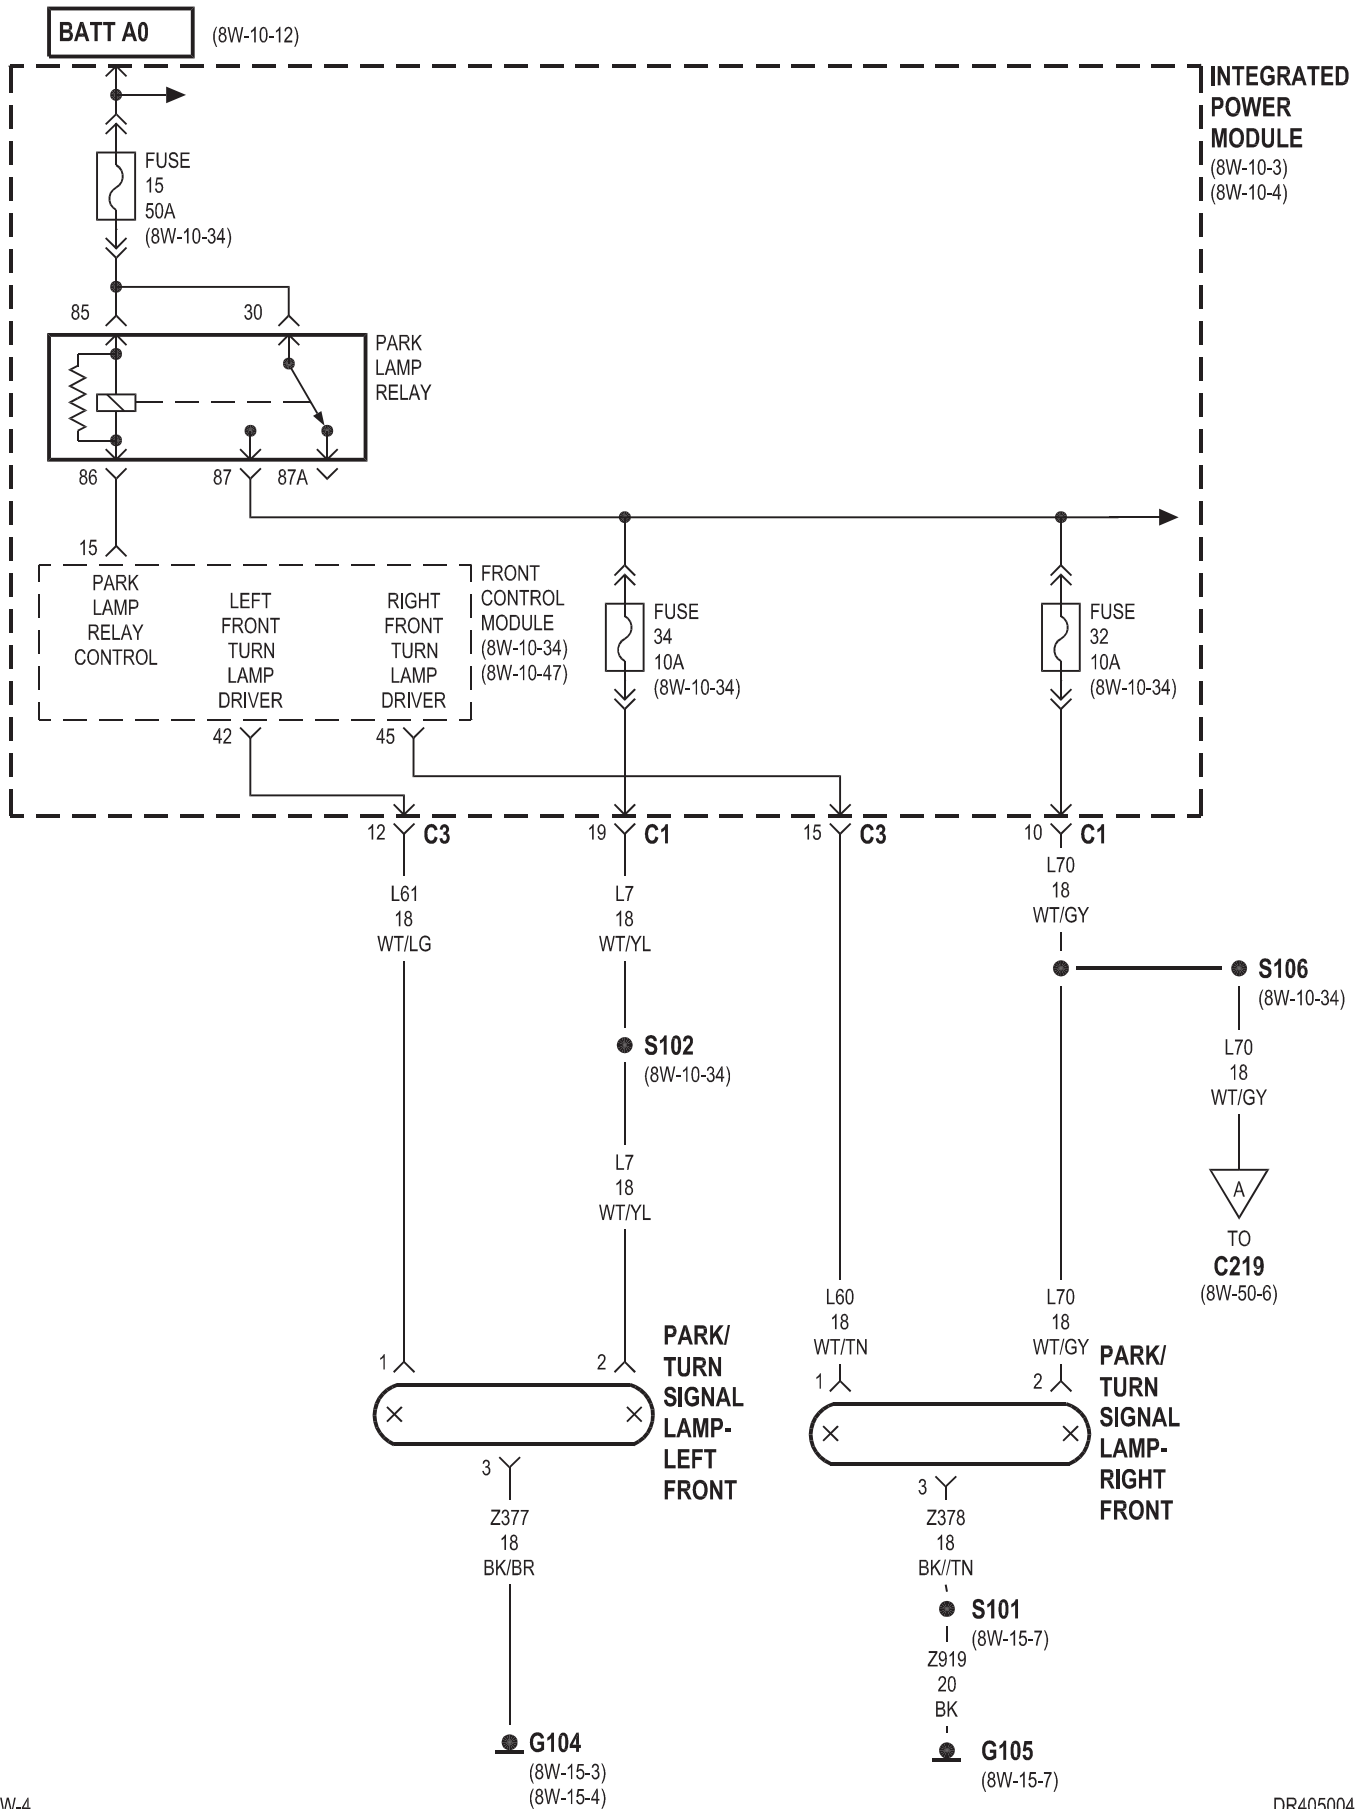 BATT A0
(8W-10-12)
INTEGRATED
POWER
MODULE
(8W-10-3)
(8W-10-4)
FUSE
15
50A
(8W-10-34)
85
30
PARK
LAMP
RELAY
86
87
87A
15
PARK
LAMP
RELAY
CONTROL
LEFT
FRONT
TURN
LAMP
DRIVER
RIGHT
FRONT
TURN
LAMP
DRIVER
FRONT
CONTROL
MODULE
(8W-10-34)
(8W-10-47)
FUSE
34
10A
(8W-10-34)
FUSE
32
10A
(8W-10-34)
42
45
12
C3
19
C1
15
C3
10
C1
L61
18
WT/LG
L7
18
WT/YL
L70
18
WT/GY
S106
(8W-10-34)
S102
(8W-10-34)
L70
18
WT/GY
L7
18
WT/YL
A
TO
C219
(8W-50-6)
L60
18
WT/TN
L70
18
WT/GY
1
2
PARK/
TURN
SIGNAL
LAMP-
LEFT
FRONT
1
2
PARK/
TURN
SIGNAL
LAMP-
RIGHT
FRONT
3
Z377
18
BK/BR
3
Z378
18
BK//TN
S101
(8W-15-7)
Z919
20
BK
G104
(8W-15-3)
(8W-15-4)
G105
(8W-15-7)
W-4
DR405004